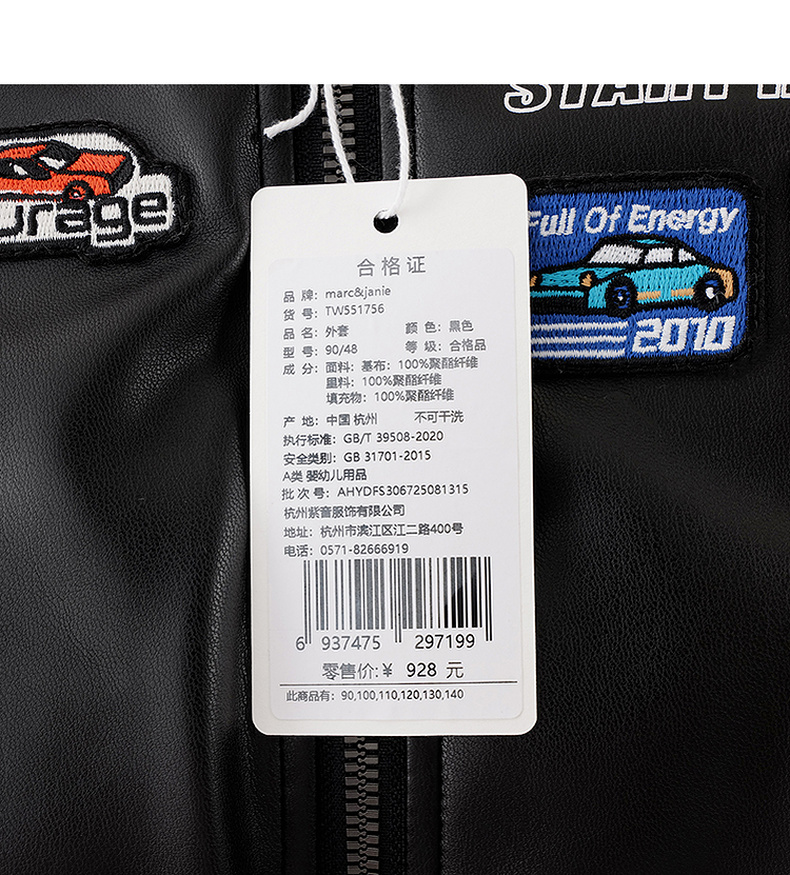 urage
Full Of Energy
2010
合格证
品 牌：marc&janie
货 号：TW551756
品 名：外套 颜 色：黑色
型 号：90/48 等 级：合格品
成 分：面料：基布：100%聚酯纤维
里料：100%聚酯纤维
填充物：100%聚酯纤维
产 地：中国 杭州 不可干洗
执行标准：GB/T 39508-2020
安全类别：GB 31701-2015
A类 婴幼儿用品
批 次 号：AHYDFS306725081315
杭州紫音服饰有限公司
地址：杭州市滨江区江二路400号
电话：0571-82666919
6 937475 297199
零售价:￥ 928 元
此商品有：90,100,110,120,130,140